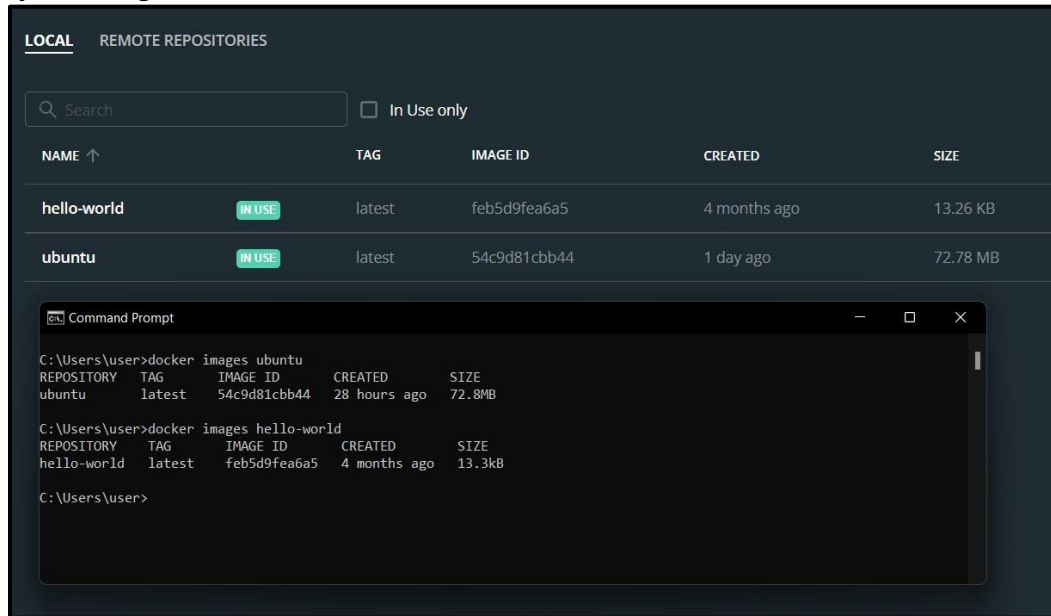 LOCAL REMOTE REPOSITORIES
Search In Use only
NAME ↑ TAG IMAGE ID CREATED SIZE
hello-world IN USE latest feb5d9fea6a5 4 months ago 13.26 KB
ubuntu IN USE latest 54c9d81cbb44 1 day ago 72.78 MB
Command Prompt
C:\Users\user>docker images ubuntu
REPOSITORY TAG IMAGE ID CREATED SIZE
ubuntu latest 54c9d81cbb44 28 hours ago 72.8MB
C:\Users\user>docker images hello-world
REPOSITORY TAG IMAGE ID CREATED SIZE
hello-world latest feb5d9fea6a5 4 months ago 13.3kB
C:\Users\user>